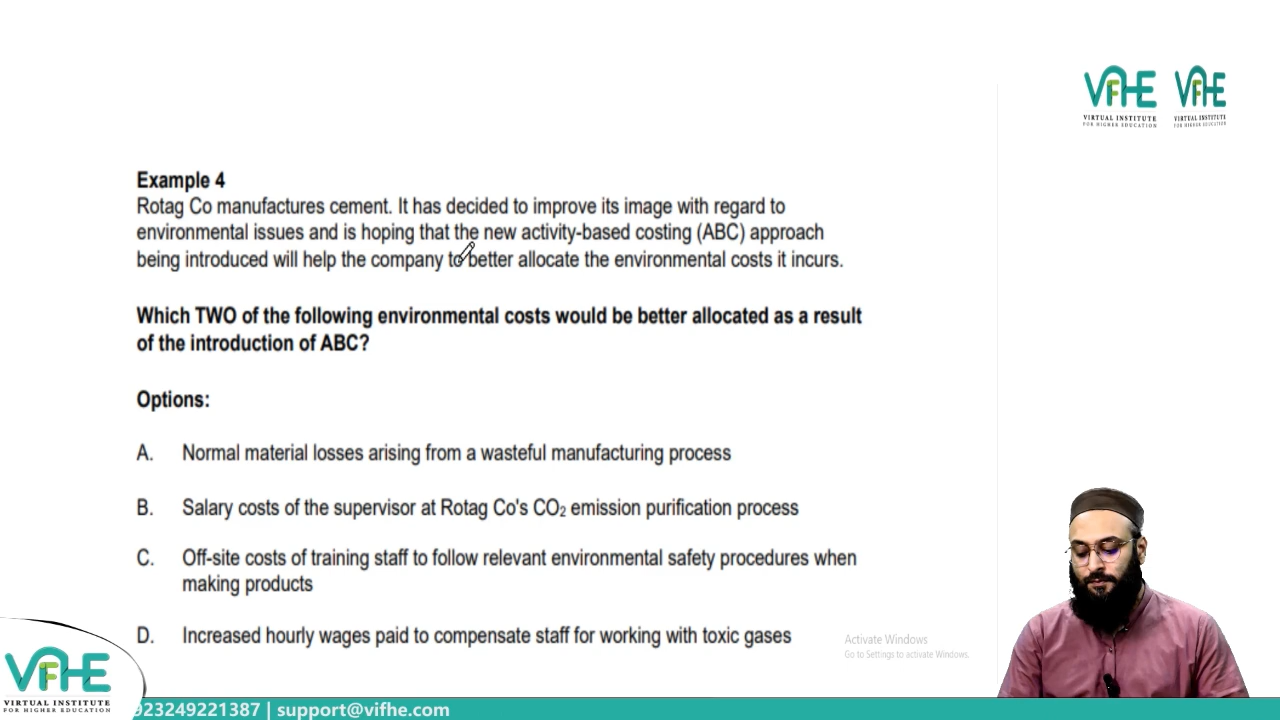 VIFHE VIFHE
VIRTUAL INSTITUTE VIRTUAL INSTITUTE
FOR HIGHER EDUCATION FOR HIGHER EDUCATION
Example 4
Rotag Co manufactures cement. It has decided to improve its image with regard to
environmental issues and is hoping that the new activity-based costing (ABC) approach
being introduced will help the company to better allocate the environmental costs it incurs.
Which TWO of the following environmental costs would be better allocated as a result
of the introduction of ABC?
Options:
A. Normal material losses arising from a wasteful manufacturing process
B. Salary costs of the supervisor at Rotag Co's CO₂ emission purification process
C. Off-site costs of training staff to follow relevant environmental safety procedures when
making products
D. Increased hourly wages paid to compensate staff for working with toxic gases
Activate Windows
Go to Settings to activate Windows.
VIFHE
VIRTUAL INSTITUTE
FOR HIGHER EDUCATION
923249221387 | support@vifhe.com